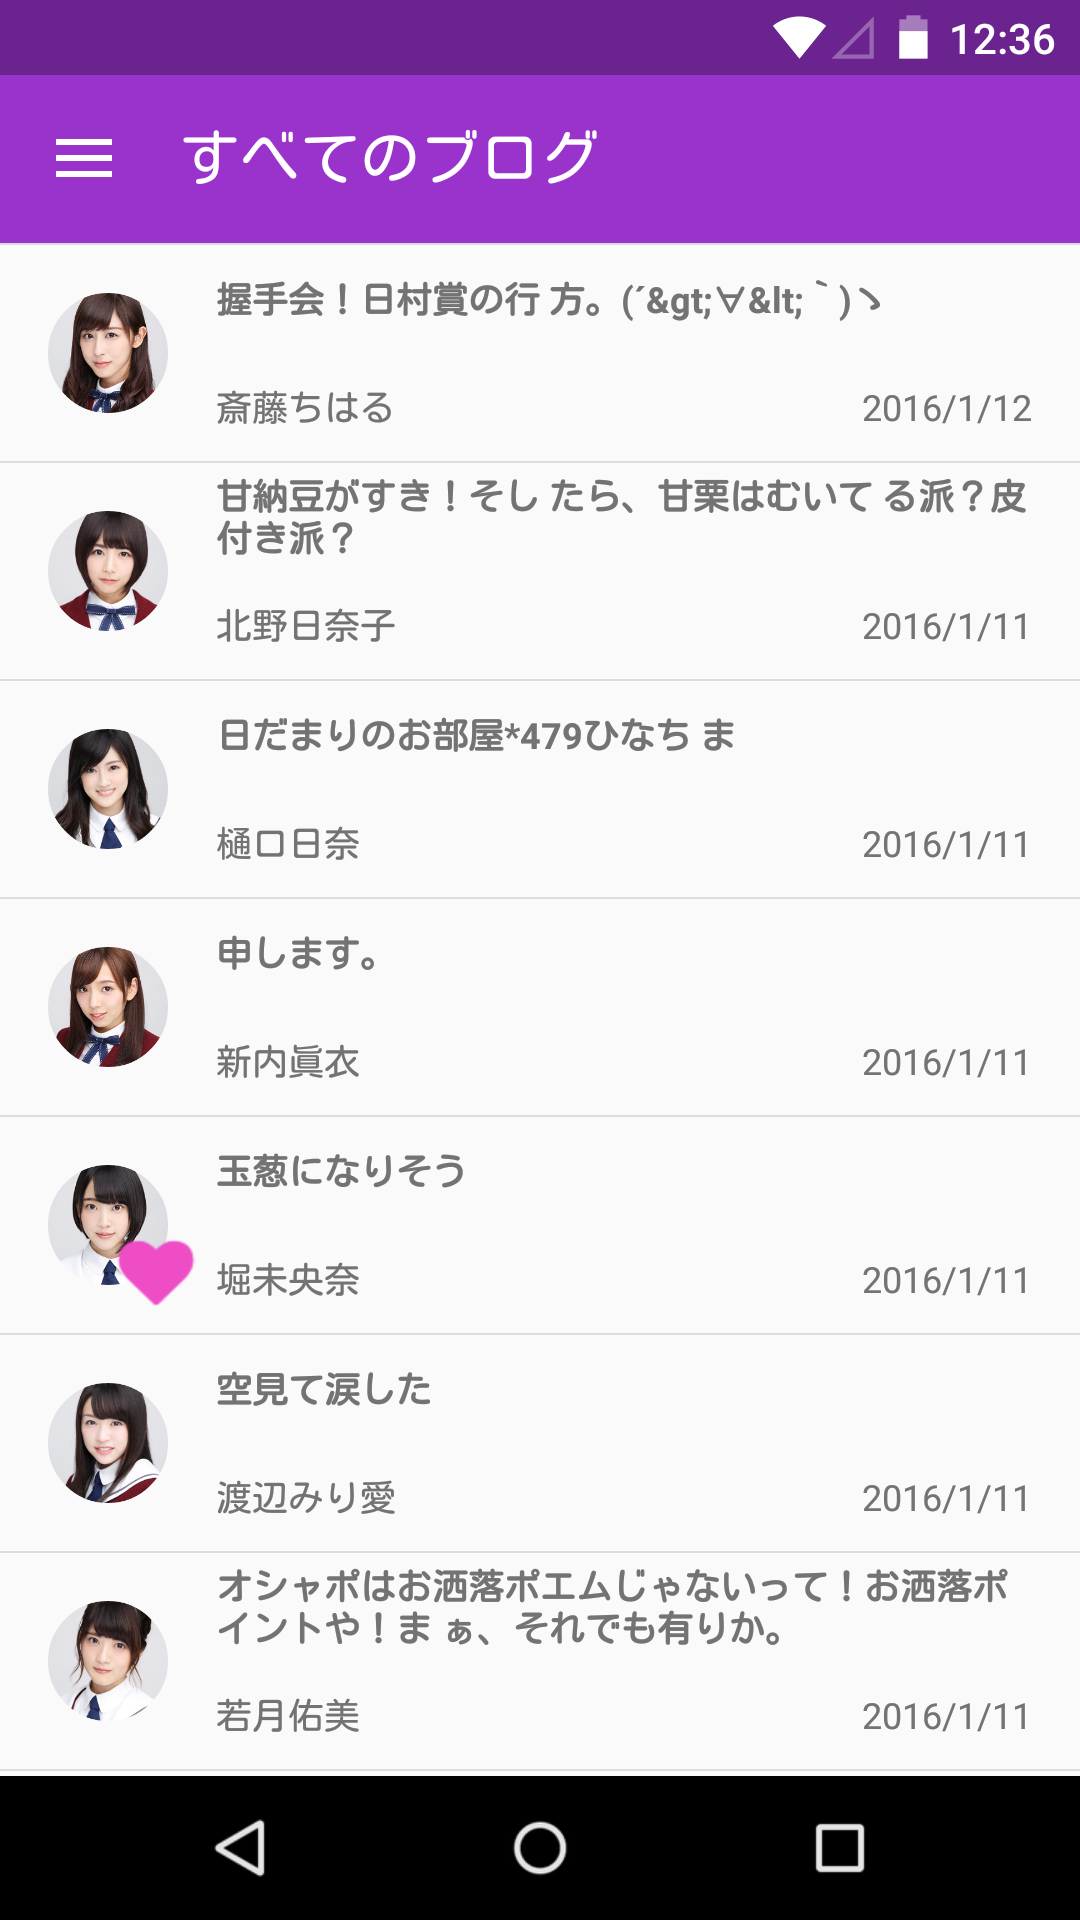 12:36
すべてのブログ
握手会！日村賞の行 方。(´&gt;∀&lt;｀)ゝ
斎藤ちはる 2016/1/12
甘納豆がすき！そし たら、甘栗はむいて る派？皮
付き派？
北野日奈子 2016/1/11
日だまりのお部屋*479ひなち ま
樋口日奈 2016/1/11
申します。
新内眞衣 2016/1/11
玉葱になりそう
堀未央奈 2016/1/11
空見て涙した
渡辺みり愛 2016/1/11
オシャポはお洒落ポエムじゃないって！お洒落ポ
イントや！ま ぁ、それでも有りか。
若月佑美 2016/1/11